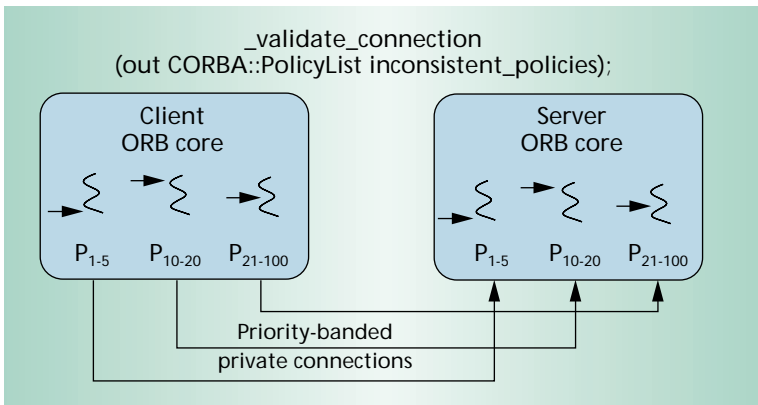 _validate_connection
(out CORBA::PolicyList inconsistent_policies);
Client
ORB core
P1-5 P10-20 P21-100
Server
ORB core
P1-5 P10-20 P21-100
Priority-banded
private connections